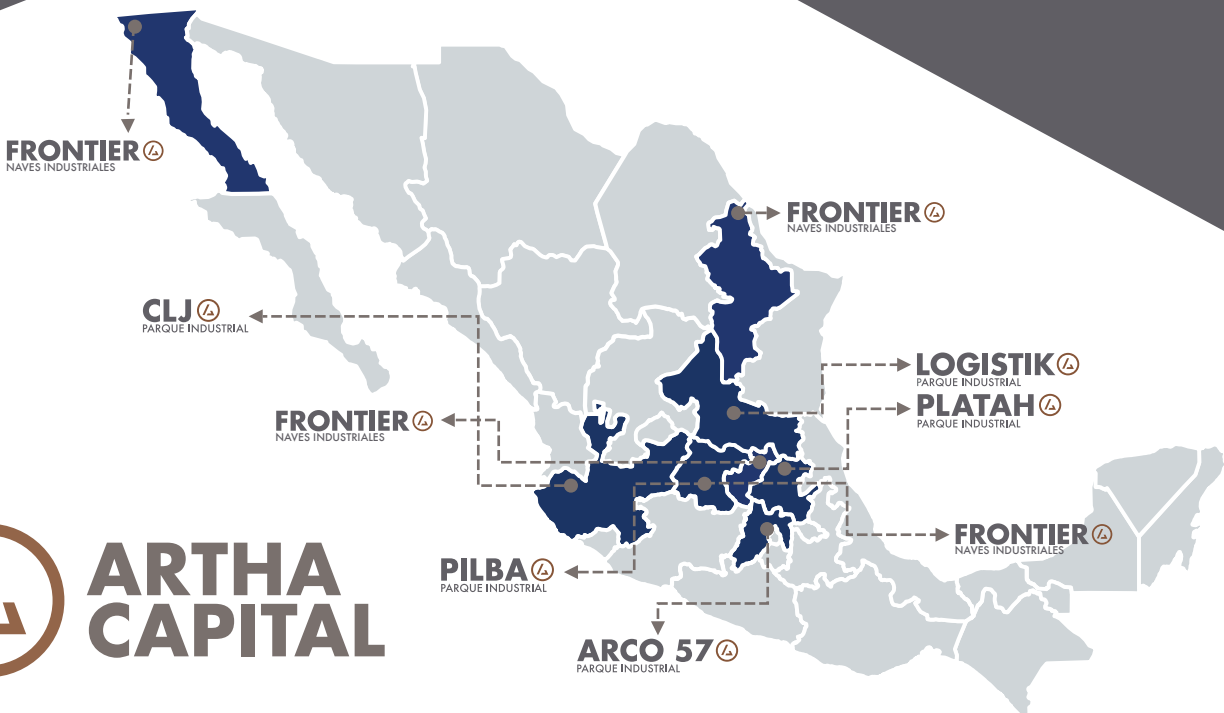 FRONTIER
NAVES INDUSTRIALES
FRONTIER
NAVES INDUSTRIALES
CLJ
PARQUE INDUSTRIAL
LOGISTIK
PARQUE INDUSTRIAL
PLATAH
PARQUE INDUSTRIAL
FRONTIER
NAVES INDUSTRIALES
FRONTIER
NAVES INDUSTRIALES
PILBA
PARQUE INDUSTRIAL
ARTHA
CAPITAL
ARCO 57
PARQUE INDUSTRIAL